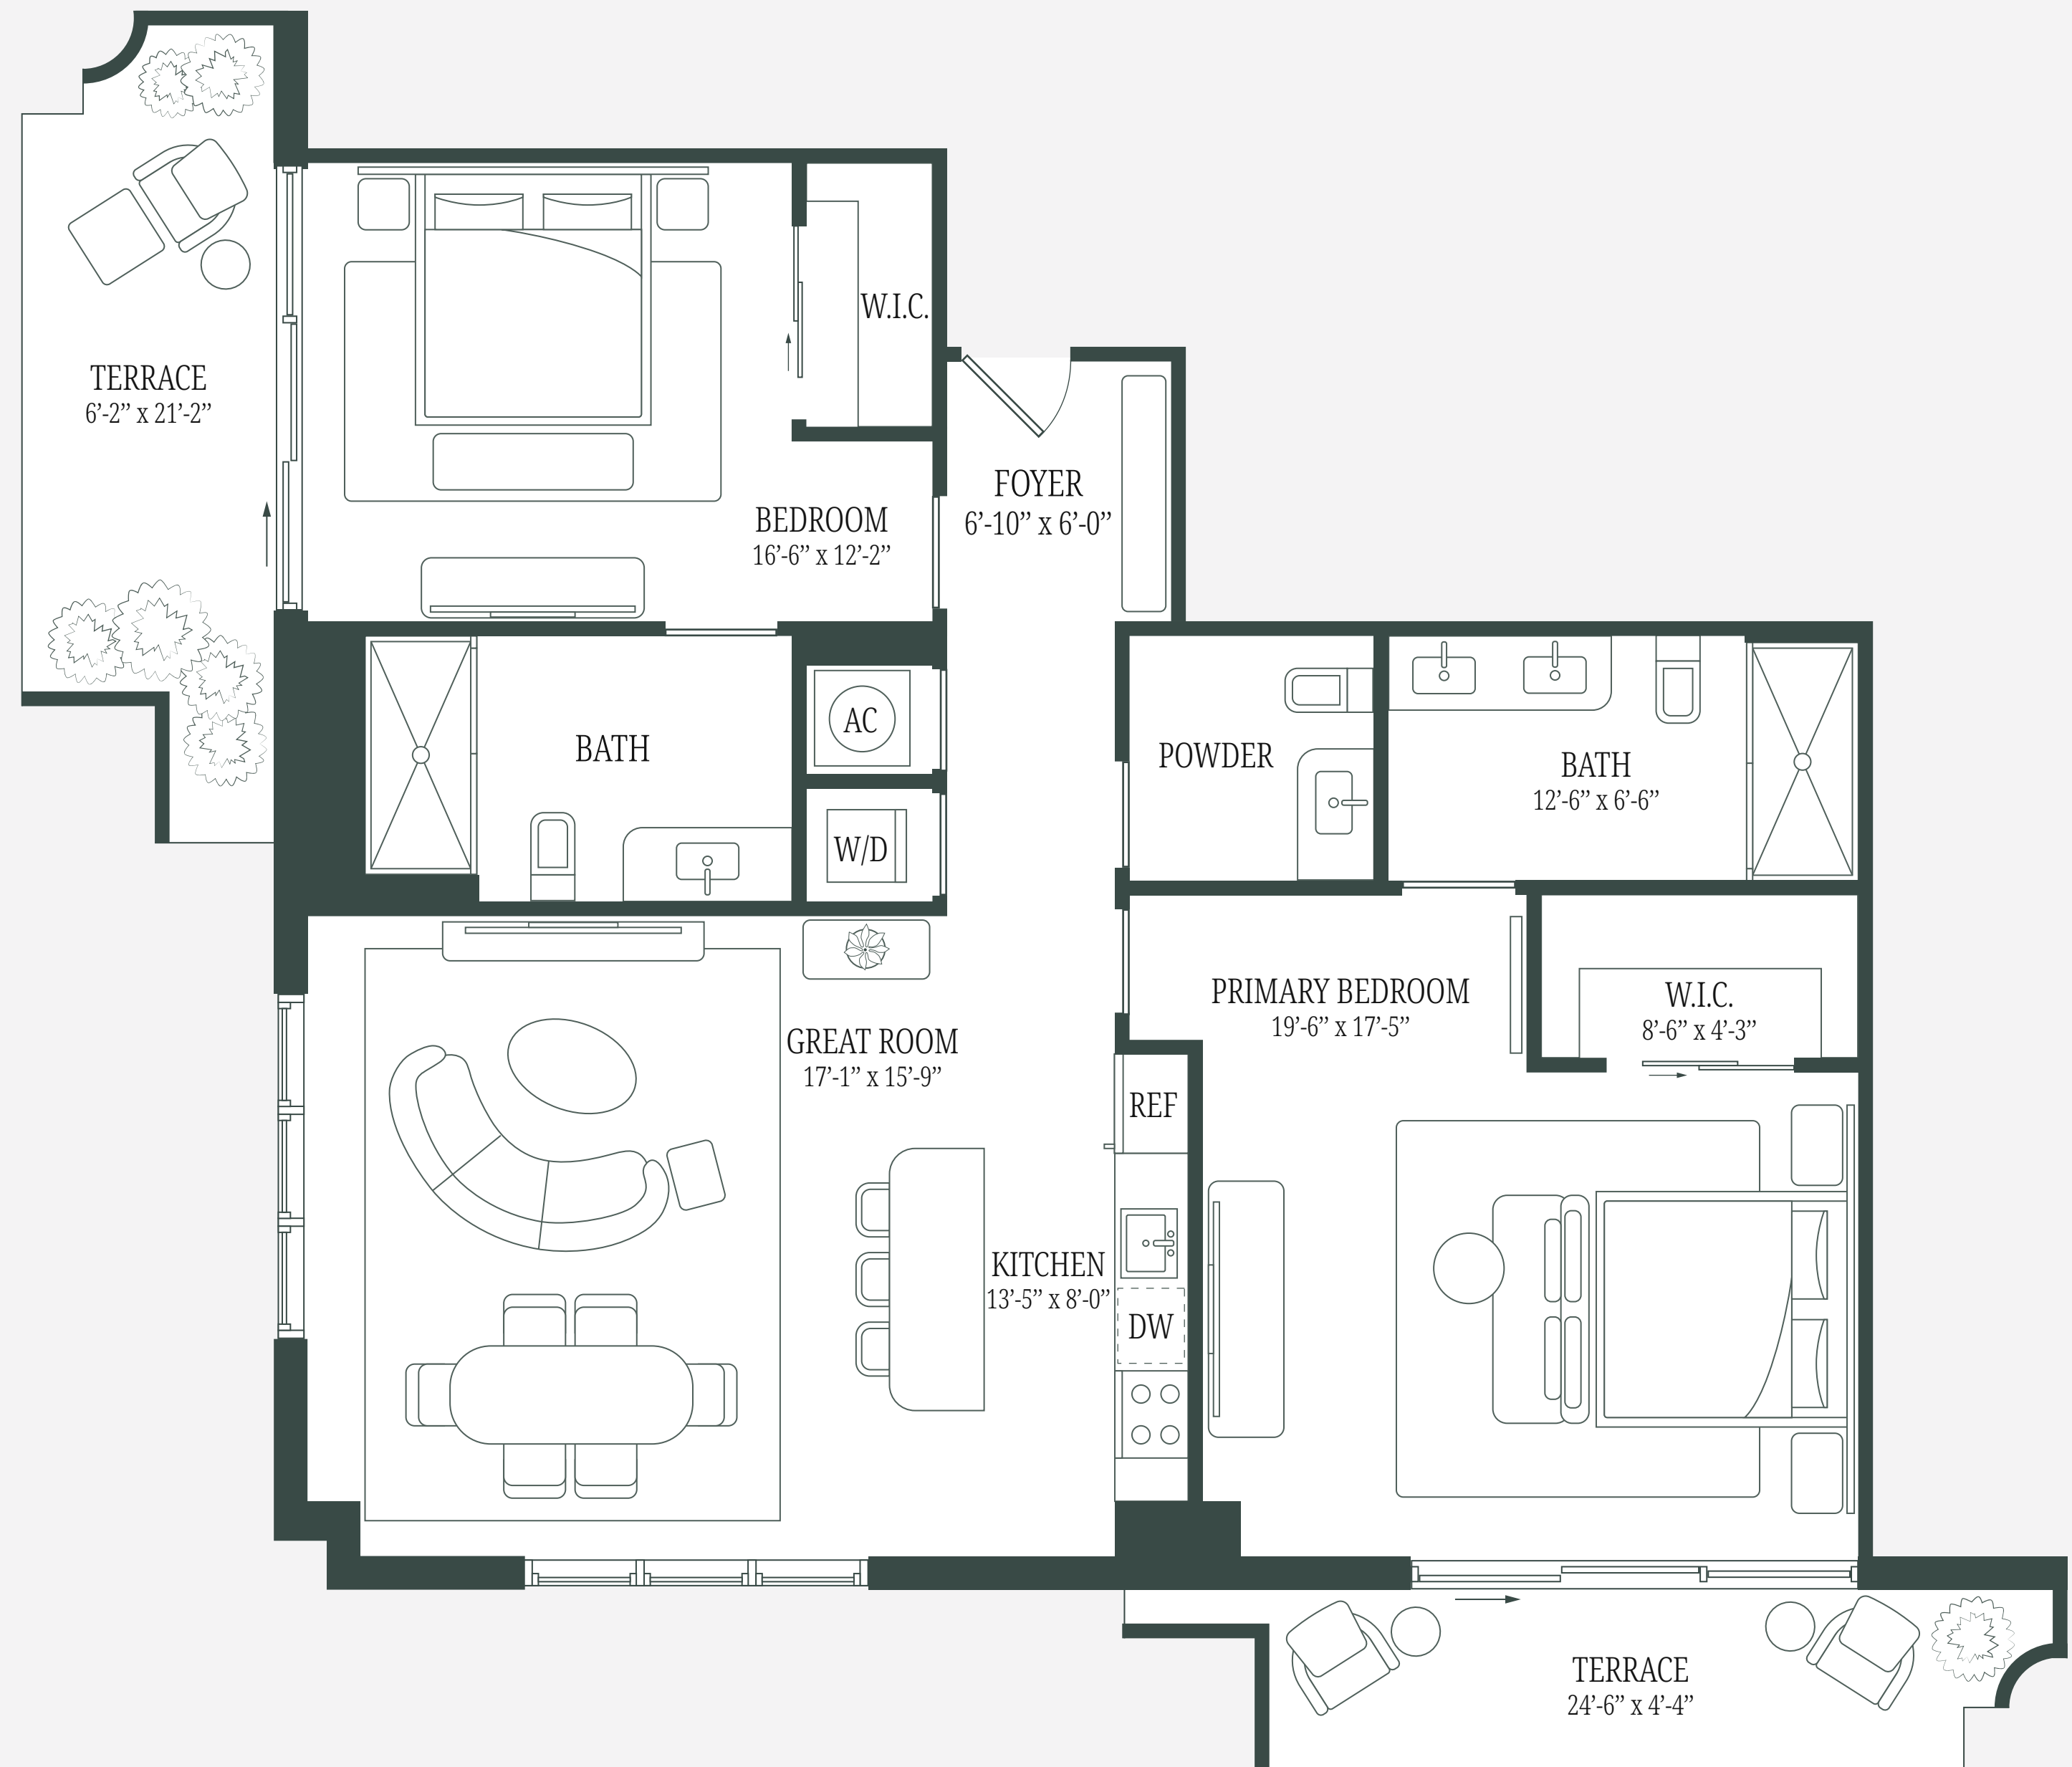 W.I.C.
TERRACE
6’-2’’ x 21’-2’’
FOYER
6’-10’’ x 6’-0’’
BEDROOM
16’-6’’ x 12’-2’’
AC
BATH
W/D
POWDER
BATH
12’-6’’ x 6’-6’’
PRIMARY BEDROOM
19’-6’’ x 17’-5’’
W.I.C.
8’-6’’ x 4’-3’’
GREAT ROOM
17’-1’’ x 15’-9’’
REF
KITCHEN
13’-5’’ x 8’-0’’
DW
TERRACE
24’-6’’ x 4’-4’’